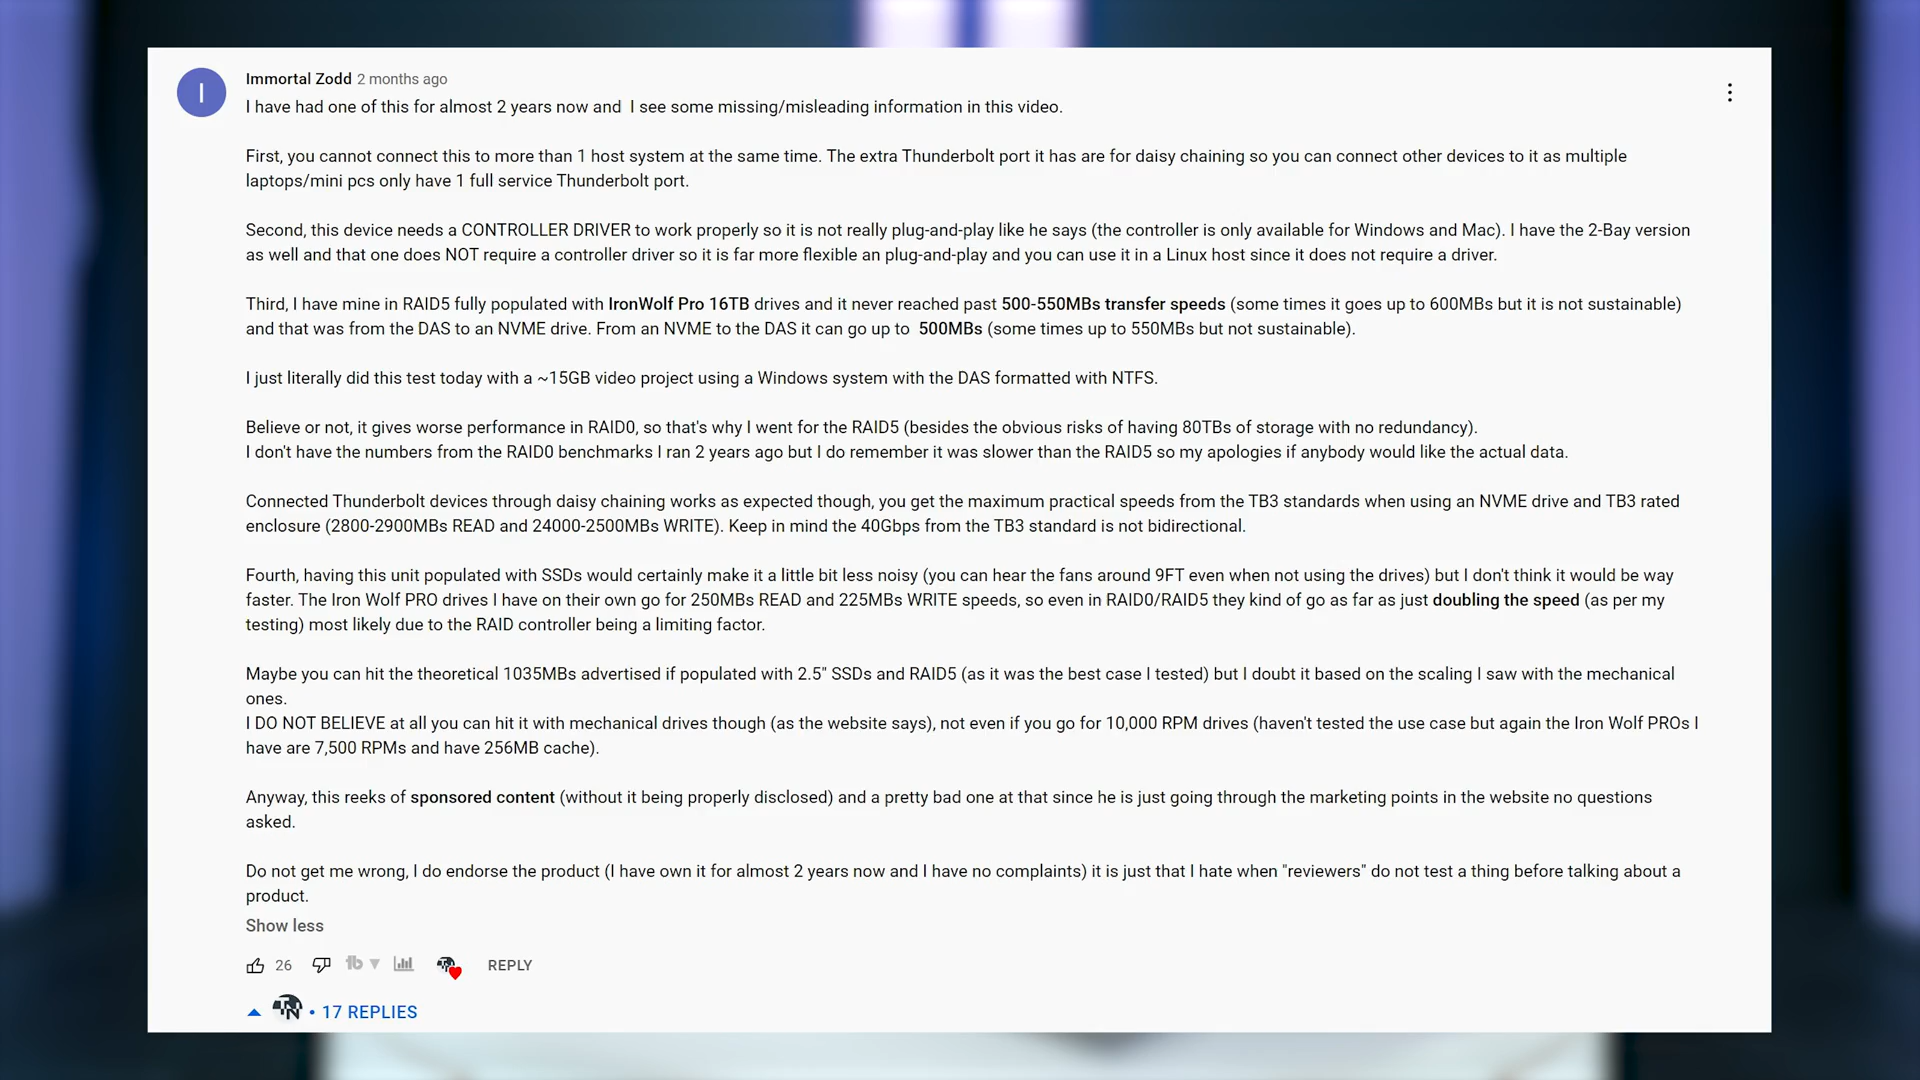 I
Immortal Zodd 2 months ago
I have had one of this for almost 2 years now and I see some missing/misleading information in this video.
First, you cannot connect this to more than 1 host system at the same time. The extra Thunderbolt port it has are for daisy chaining so you can connect other devices to it as multiple
laptops/mini pcs only have 1 full service Thunderbolt port.
Second, this device needs a CONTROLLER DRIVER to work properly so it is not really plug-and-play like he says (the controller is only available for Windows and Mac). I have the 2-Bay version
as well and that one does NOT require a controller driver so it is far more flexible an plug-and-play and you can use it in a Linux host since it does not require a driver.
Third, I have mine in RAID5 fully populated with IronWolf Pro 16TB drives and it never reached past 500-550MBs transfer speeds (some times it goes up to 600MBs but it is not sustainable)
and that was from the DAS to an NVME drive. From an NVME to the DAS it can go up to 500MBs (some times up to 550MBs but not sustainable).
I just literally did this test today with a ~15GB video project using a Windows system with the DAS formatted with NTFS.
Believe or not, it gives worse performance in RAID0, so that's why I went for the RAID5 (besides the obvious risks of having 80TBs of storage with no redundancy).
I don't have the numbers from the RAID0 benchmarks I ran 2 years ago but I do remember it was slower than the RAID5 so my apologies if anybody would like the actual data.
Connected Thunderbolt devices through daisy chaining works as expected though, you get the maximum practical speeds from the TB3 standards when using an NVME drive and TB3 rated
enclosure (2800-2900MBs READ and 24000-2500MBs WRITE). Keep in mind the 40Gbps from the TB3 standard is not bidirectional.
Fourth, having this unit populated with SSDs would certainly make it a little bit less noisy (you can hear the fans around 9FT even when not using the drives) but I don't think it would be way
faster. The Iron Wolf PRO drives I have on their own go for 250MBs READ and 225MBs WRITE speeds, so even in RAID0/RAID5 they kind of go as far as just doubling the speed (as per my
testing) most likely due to the RAID controller being a limiting factor.
Maybe you can hit the theoretical 1035MBs advertised if populated with 2.5" SSDs and RAID5 (as it was the best case I tested) but I doubt it based on the scaling I saw with the mechanical
ones.
I DO NOT BELIEVE at all you can hit it with mechanical drives though (as the website says), not even if you go for 10,000 RPM drives (haven't tested the use case but again the Iron Wolf PROs I
have are 7,500 RPMs and have 256MB cache).
Anyway, this reeks of sponsored content (without it being properly disclosed) and a pretty bad one at that since he is just going through the marketing points in the website no questions
asked.
Do not get me wrong, I do endorse the product (I have own it for almost 2 years now and I have no complaints) it is just that I hate when "reviewers" do not test a thing before talking about a
product.
Show less
26 REPLY
• 17 REPLIES